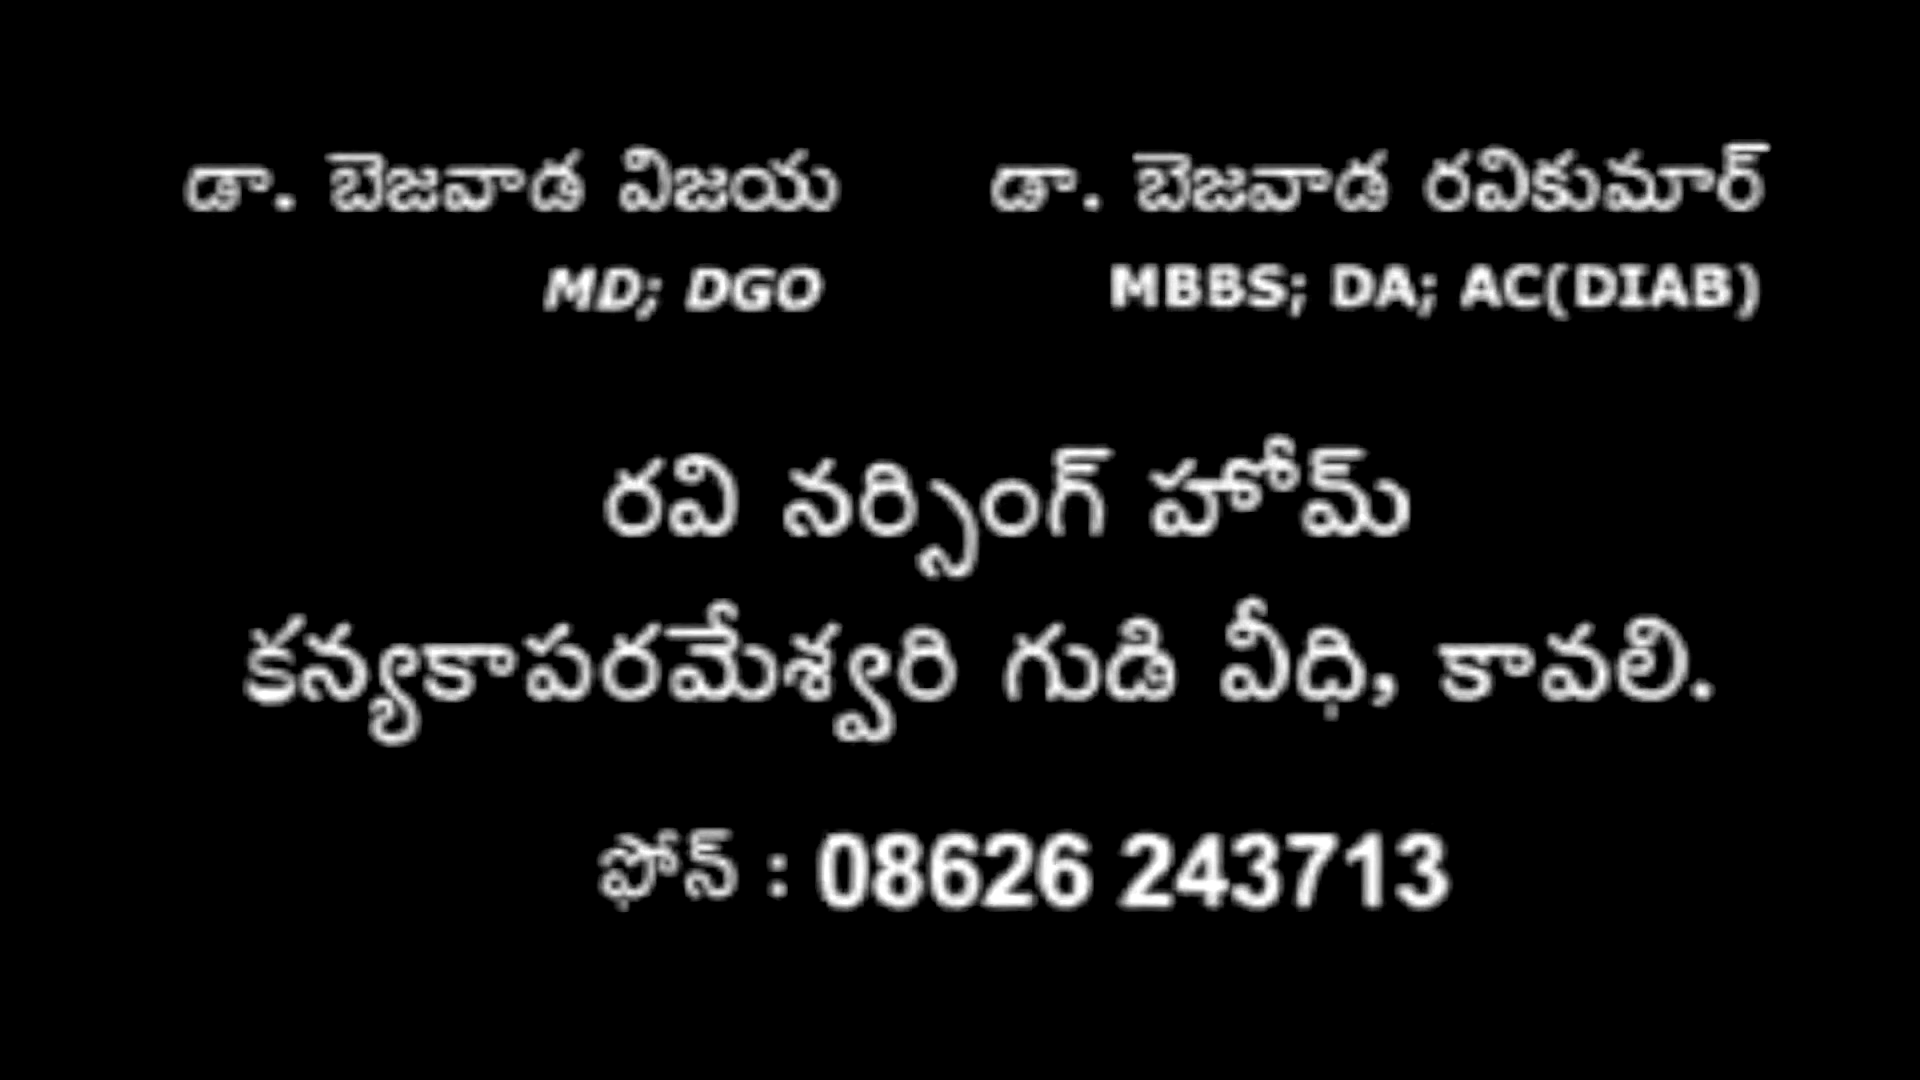 డా. బెజవాడ విజయ డా. బెజవాడ రవికుమార్
MD; DGO MBBS; DA; AC(DIAB)
రవి నర్సింగ్ హోమ్
కన్యకాపరమేశ్వరి గుడి వీధి, కావలి.
ఫోన్ : 08626 243713